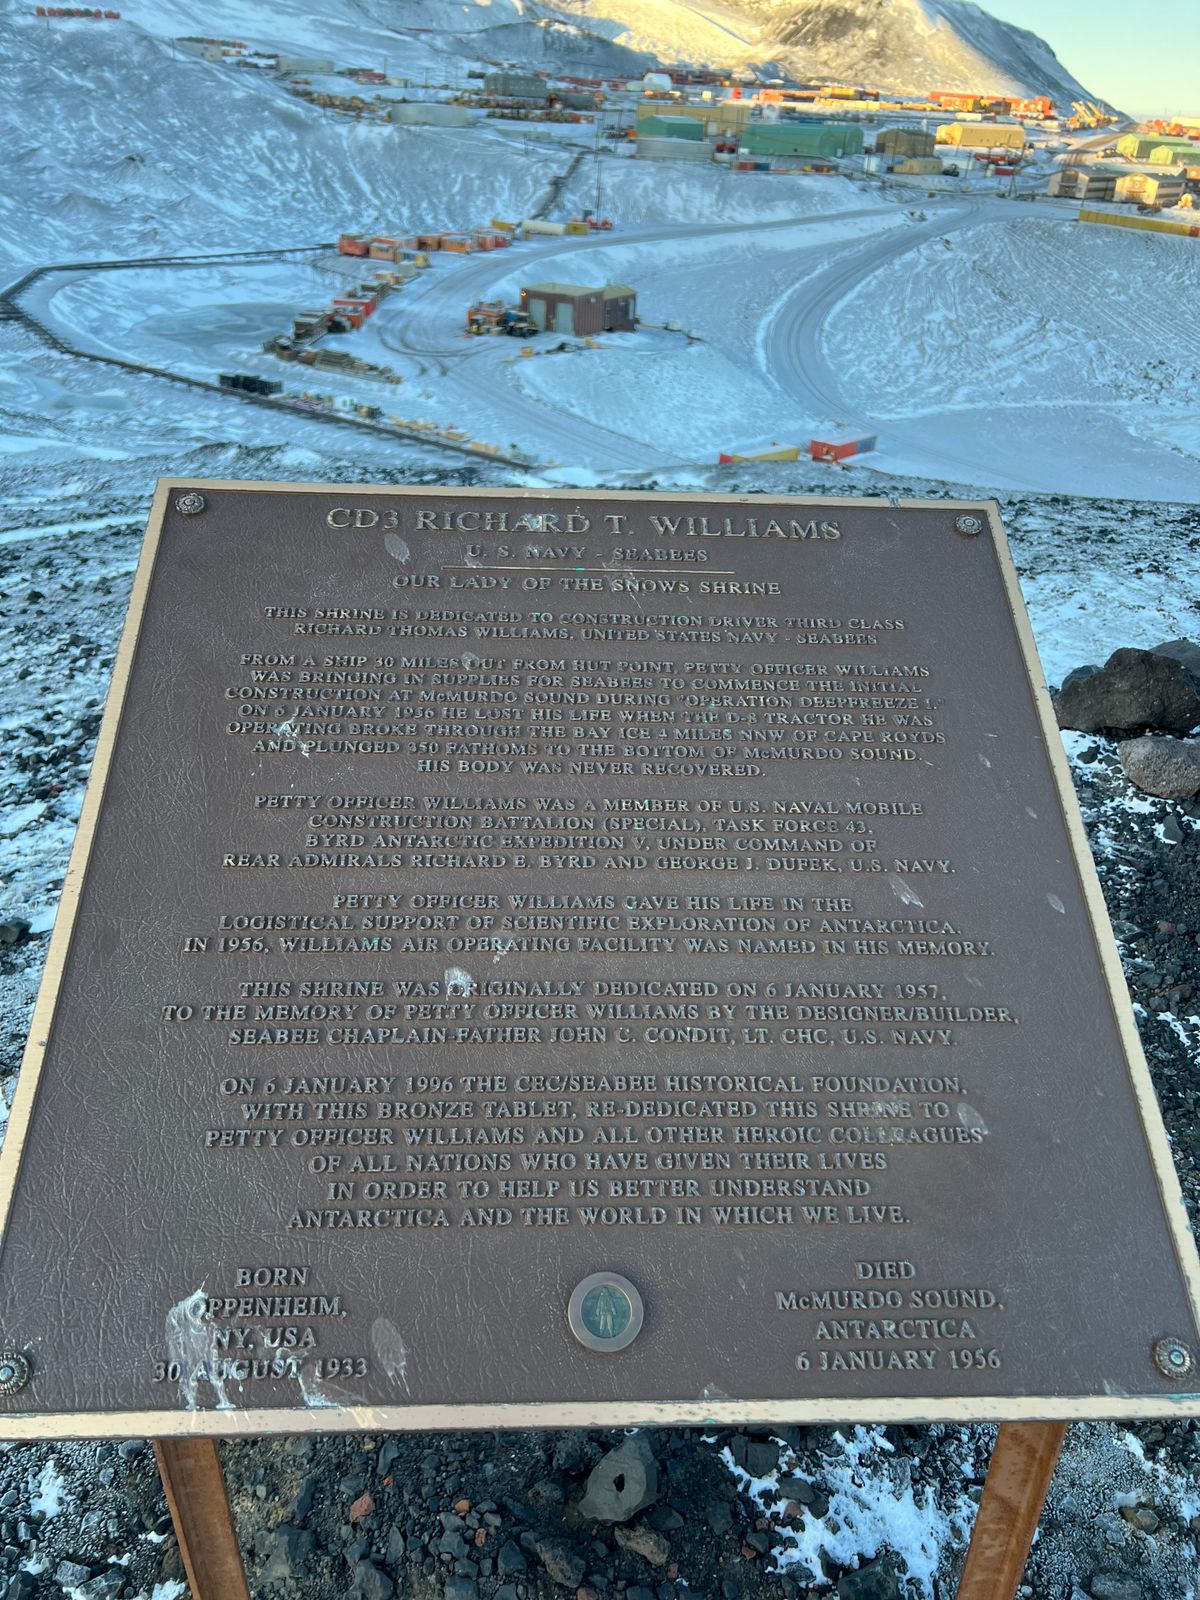 CD3 RICHARD T. WILLIAMS
U. S. NAVY - SEABEES
OUR LADY OF THE SNOWS SHRINE
THIS SHRINE IS DEDICATED TO CONSTRUCTION DRIVER THIRD CLASS
RICHARD THOMAS WILLIAMS, UNITED STATES NAVY - SEABEES
FROM A SHIP 30 MILES OUT FROM HUT POINT, PETTY OFFICER WILLIAMS
WAS BRINGING IN SUPPLIES FOR SEABEES TO COMMENCE THE INITIAL
CONSTRUCTION AT McMURDO SOUND DURING "OPERATION DEEPFREEZE I."
ON 6 JANUARY 1956 HE LOST HIS LIFE WHEN THE D-8 TRACTOR HE WAS
OPERATING BROKE THROUGH THE BAY ICE 4 MILES NNW OF CAPE ROYDS
AND PLUNGED 350 FATHOMS TO THE BOTTOM OF McMURDO SOUND.
HIS BODY WAS NEVER RECOVERED.
PETTY OFFICER WILLIAMS WAS A MEMBER OF U.S. NAVAL MOBILE
CONSTRUCTION BATTALION (SPECIAL), TASK FORCE 43,
BYRD ANTARCTIC EXPEDITION V, UNDER COMMAND OF
REAR ADMIRALS RICHARD E. BYRD AND GEORGE J. DUFEK, U.S. NAVY.
PETTY OFFICER WILLIAMS GAVE HIS LIFE IN THE
LOGISTICAL SUPPORT OF SCIENTIFIC EXPLORATION OF ANTARCTICA.
IN 1956, WILLIAMS AIR OPERATING FACILITY WAS NAMED IN HIS MEMORY.
THIS SHRINE WAS ORIGINALLY DEDICATED ON 6 JANUARY 1957,
TO THE MEMORY OF PETTY OFFICER WILLIAMS BY THE DESIGNER/BUILDER,
SEABEE CHAPLAIN-FATHER JOHN C. CONDIT, LT. CHC, U.S. NAVY.
ON 6 JANUARY 1996 THE CEC/SEABEE HISTORICAL FOUNDATION,
WITH THIS BRONZE TABLET, RE-DEDICATED THIS SHRINE TO
PETTY OFFICER WILLIAMS AND ALL OTHER HEROIC COLLEAGUES
OF ALL NATIONS WHO HAVE GIVEN THEIR LIVES
IN ORDER TO HELP US BETTER UNDERSTAND
ANTARCTICA AND THE WORLD IN WHICH WE LIVE.
BORN
OPPENHEIM,
NY, USA
30 AUGUST 1933
DIED
McMURDO SOUND,
ANTARCTICA
6 JANUARY 1956